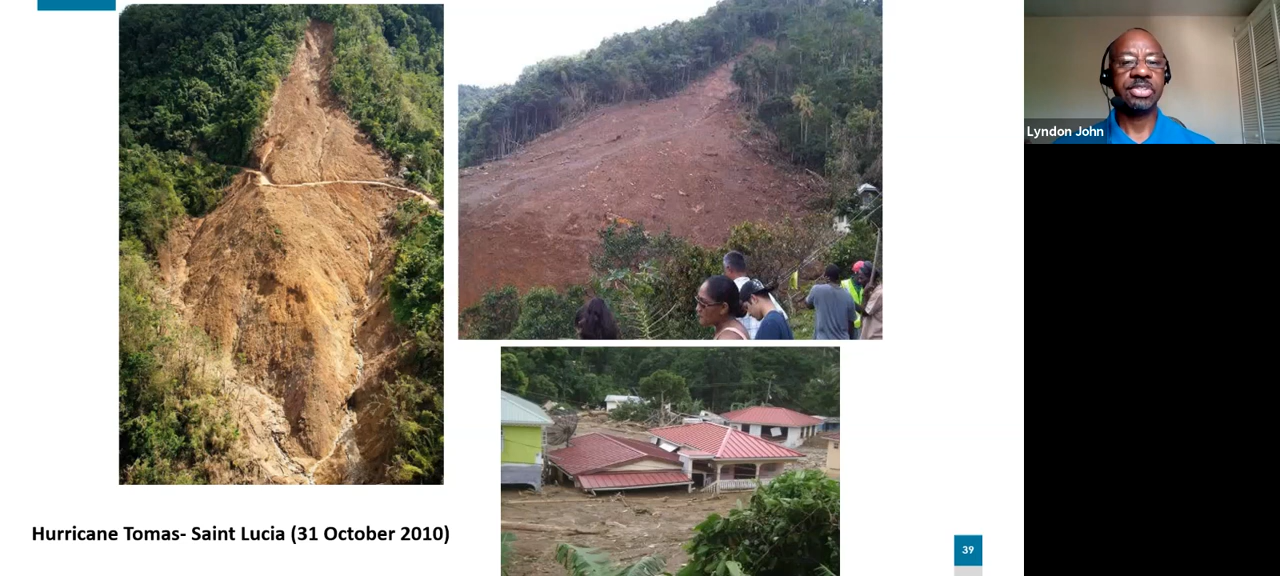 Lyndon John
Hurricane Tomas- Saint Lucia (31 October 2010)
39